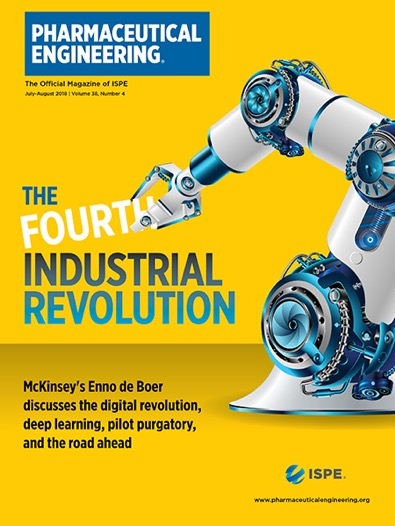 PHARMACEUTICAL
ENGINEERING®
The Official Magazine of ISPE
July-August 2018 | Volume 38, Number 4
THE
FOURTH
INDUSTRIAL
REVOLUTION
McKinsey's Enno de Boer
discusses the digital revolution,
deep learning, pilot purgatory,
and the road ahead
ISPE®
www.pharmaceuticalengineering.org